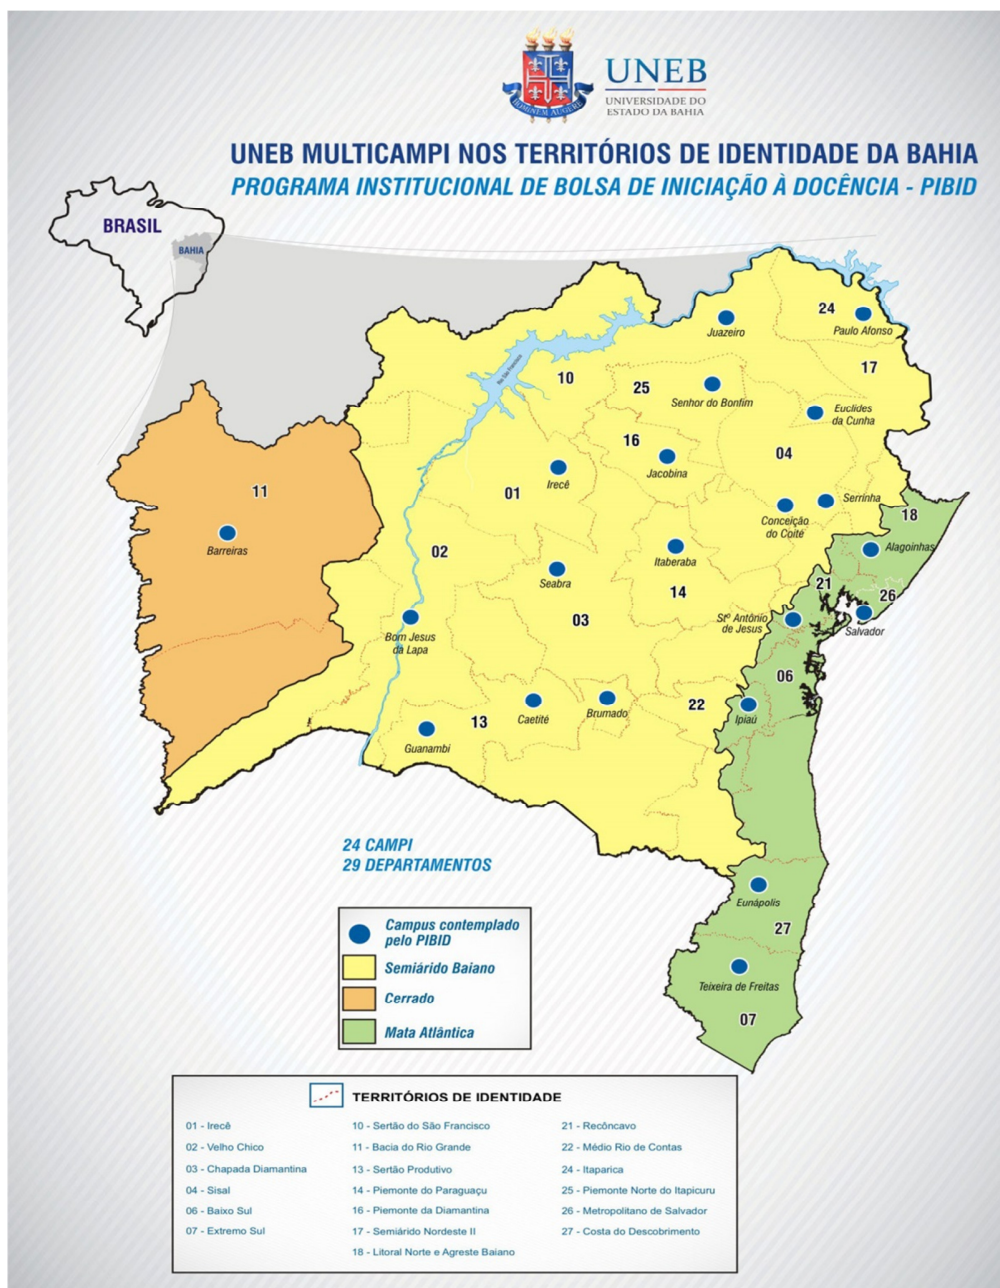 HOMINEM AUGERE
UNEB
UNIVERSIDADE DO
ESTADO DA BAHIA
UNEB MULTICAMPI NOS TERRITÓRIOS DE IDENTIDADE DA BAHIA
PROGRAMA INSTITUCIONAL DE BOLSA DE INICIAÇÃO À DOCÊNCIA - PIBID
BRASIL
BAHIA
24
Paulo Afonso
Juazeiro
17
Rio São Francisco
10
25
Senhor do Bonfim
Euclides
da Cunha
16
Jacobina
04
Irecê
01
11
Barreiras
Serrinha
Conceição
do Coité
18
Alagoinhas
02
Itaberaba
Seabra
14
21
26
03
Stº Antônio
de Jesus
Salvador
Bom Jesus
da Lapa
06
22
Ipiaú
Brumado
Caetité
13
Guanambi
24 CAMPI
29 DEPARTAMENTOS
Eunápolis
27
Teixeira de Freitas
07
Campus contemplado
pelo PIBID
Semiárido Baiano
Cerrado
Mata Atlântica
TERRITÓRIOS DE IDENTIDADE
01 - Irecê
02 - Velho Chico
03 - Chapada Diamantina
04 - Sisal
06 - Baixo Sul
07 - Extremo Sul
10 - Sertão do São Francisco
11 - Bacia do Rio Grande
13 - Sertão Produtivo
14 - Piemonte do Paraguaçu
16 - Piemonte da Diamantina
17 - Semiárido Nordeste II
18 - Litoral Norte e Agreste Baiano
21 - Recôncavo
22 - Médio Rio de Contas
24 - Itaparica
25 - Piemonte Norte do Itapicuru
26 - Metropolitano de Salvador
27 - Costa do Descobrimento